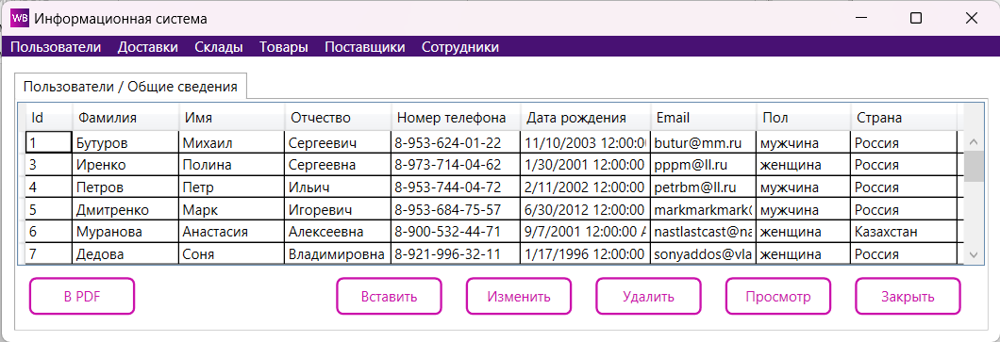 WB Информационная система
Пользователи Доставки Склады Товары Поставщики Сотрудники
Пользователи / Общие сведения
Id Фамилия Имя Отчество Номер телефона Дата рождения Email Пол Страна
1 Бутуров Михаил Сергеевич 8-953-624-01-22 11/10/2003 12:00:0 butur@mm.ru мужчина Россия
3 Иренко Полина Сергеевна 8-973-714-04-62 1/30/2001 12:00:00 pppm@ll.ru женщина Россия
4 Петров Петр Ильич 8-953-744-04-72 2/11/2002 12:00:00 petrbm@ll.ru мужчина Россия
5 Дмитренко Марк Игоревич 8-953-684-75-57 6/30/2012 12:00:00 markmarkmark мужчина Россия
6 Муранова Анастасия Алексеевна 8-900-532-44-71 9/7/2001 12:00:00 A nastlastcast@na женщина Казахстан
7 Дедова Соня Владимировна 8-921-996-32-11 1/17/1996 12:00:00 sonyaddos@vla женщина Россия
В PDF Вставить Изменить Удалить Просмотр Закрыть